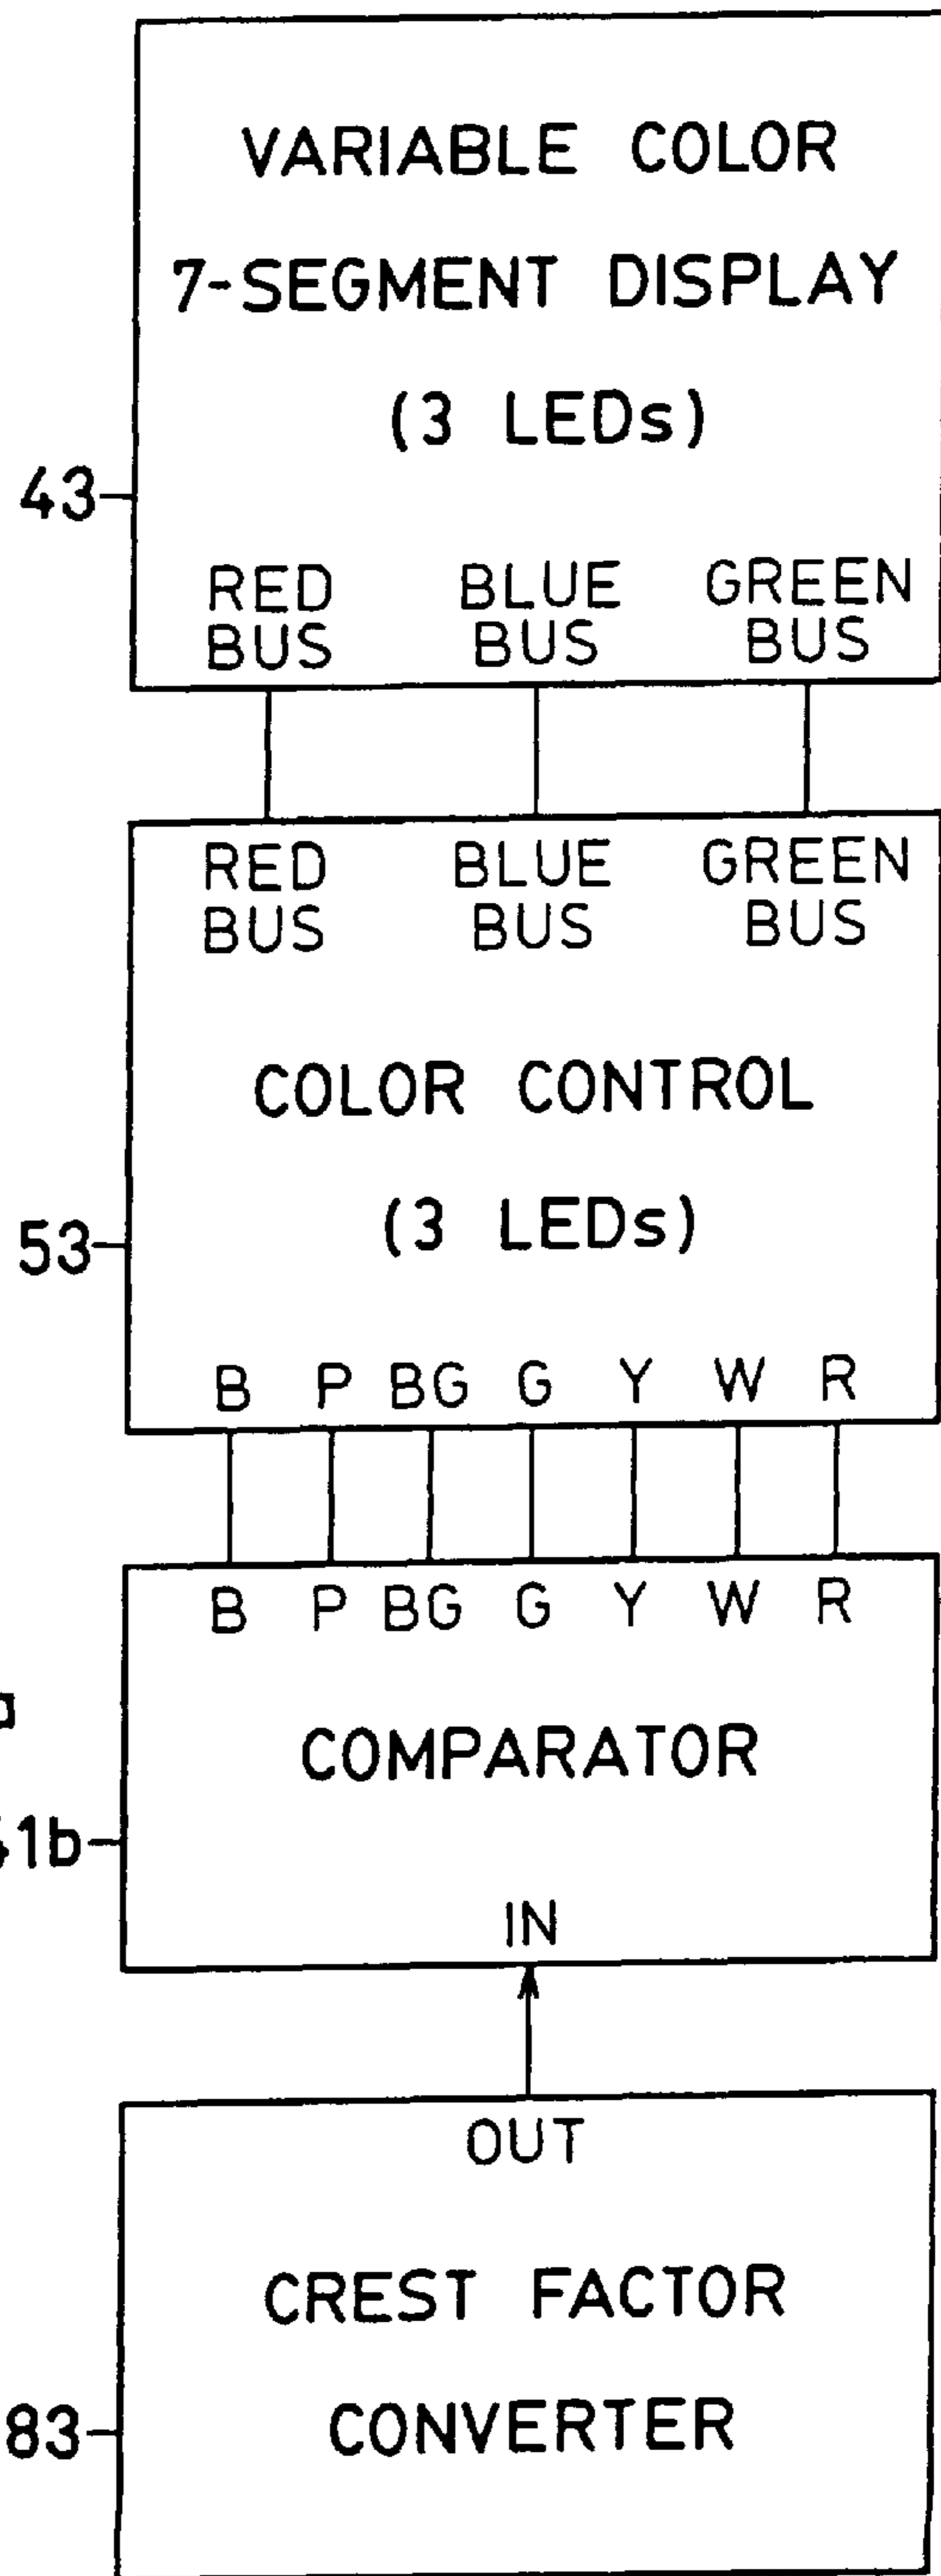 VARIABLE COLOR
7-SEGMENT DISPLAY
(3 LEDs)
43
RED BLUE GREEN
BUS BUS BUS
RED BLUE GREEN
BUS BUS BUS
COLOR CONTROL
(3 LEDs)
53
B P BG G Y W R
B P BG G Y W R
COMPARATOR
IN
OUT
CREST FACTOR
83
CONVERTER